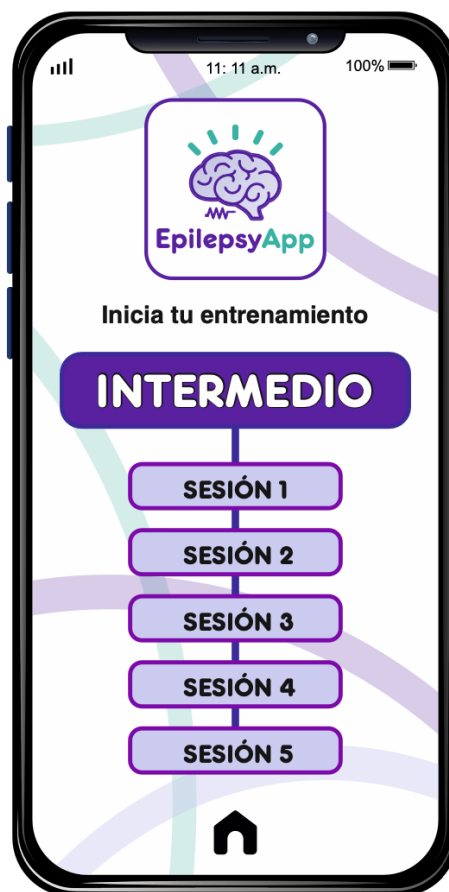 11: 11 a.m. 100%
EpilepsyApp
Inicia tu entrenamiento
INTERMEDIO
SESIÓN 1
SESIÓN 2
SESIÓN 3
SESIÓN 4
SESIÓN 5